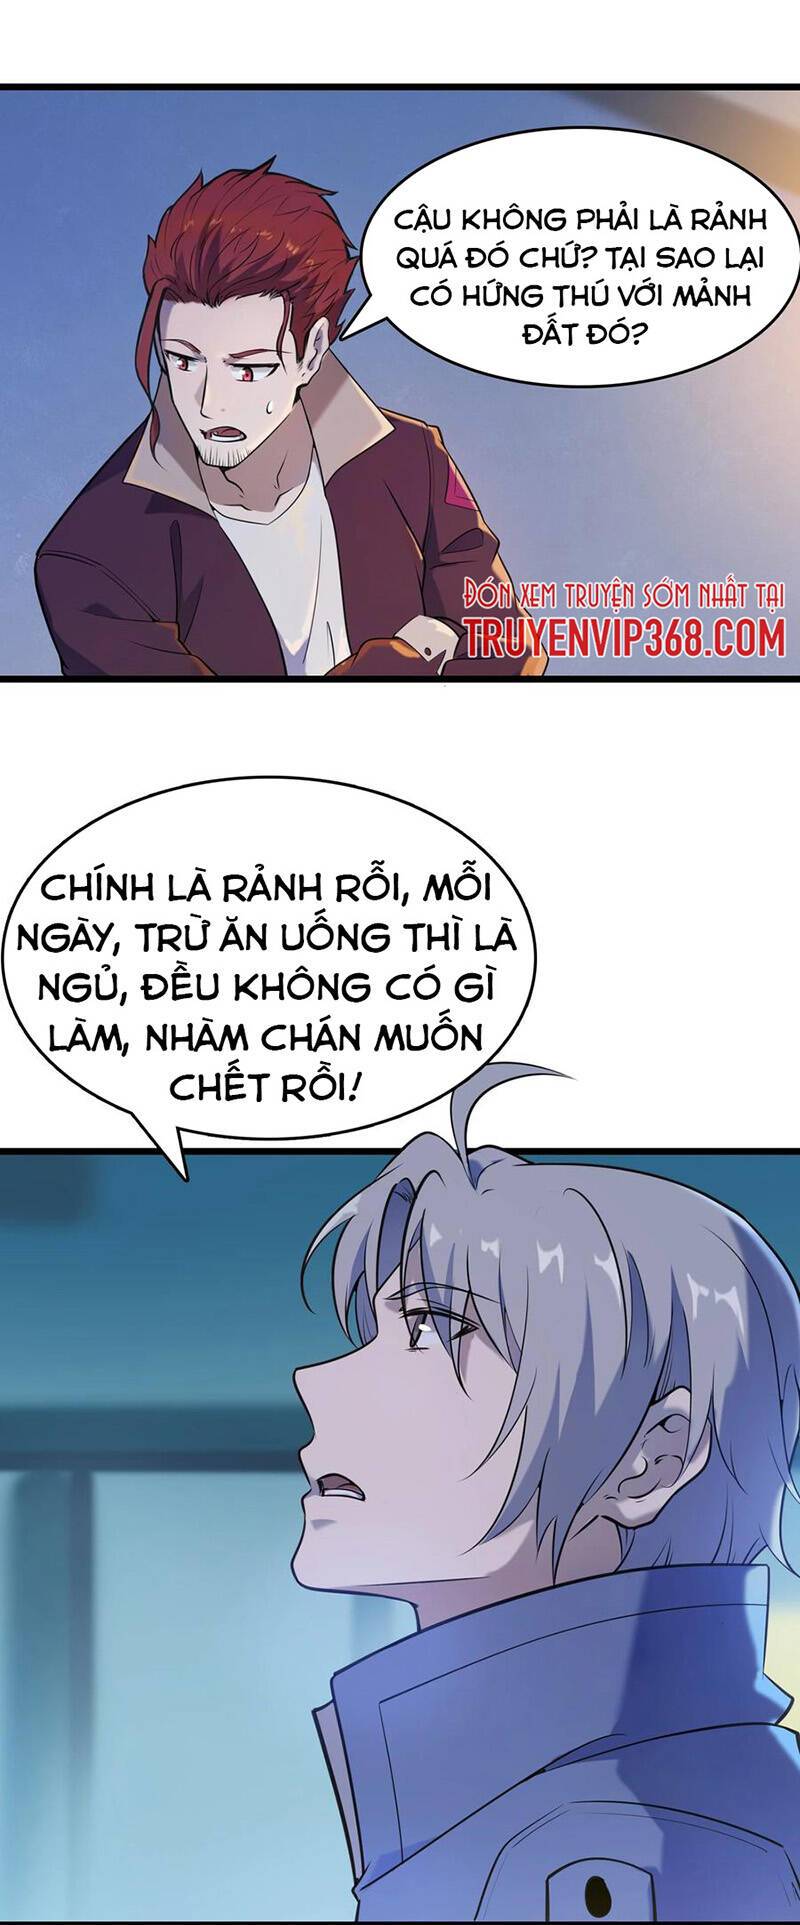 CẬU KHÔNG PHẢI LÀ RẢNH
QUÁ ĐÓ CHỨ? TẠI SAO LẠI
CÓ HỨNG THÚ VỚI MẢNH
ĐẤT ĐÓ?
ĐÓN XEM TRUYỆN SỚM NHẤT TẠI
TRUYENVIP368.COM
CHÍNH LÀ RẢNH RỖI, MỖI
NGÀY, TRỪ ĂN UỐNG THÌ LÀ
NGỦ, ĐỀU KHÔNG CÓ GÌ
LÀM, NHÀM CHÁN MUỐN
CHẾT RỒI!